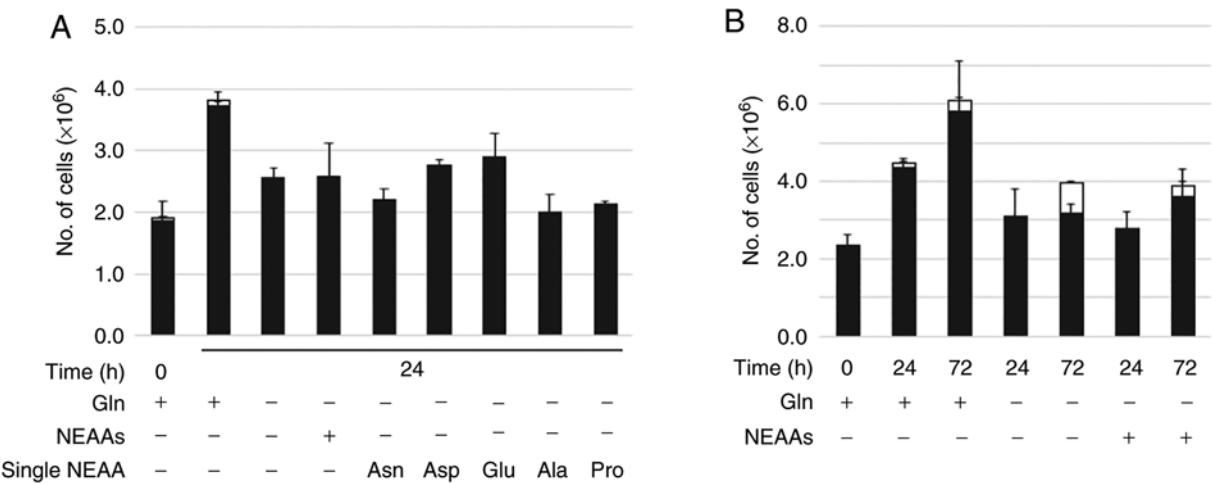 A
5.0
4.0
3.0
2.0
1.0
0.0
No. of cells (×10⁶)
Time (h) 0 24
Gln + + – – – – – – –
NEAAs – – – + – – – – –
Single NEAA – – – – Asn Asp Glu Ala Pro
B
8.0
6.0
4.0
2.0
0.0
No. of cells (×10⁶)
Time (h) 0 24 72 24 72 24 72
Gln + + + – – – –
NEAAs – – – – – + +